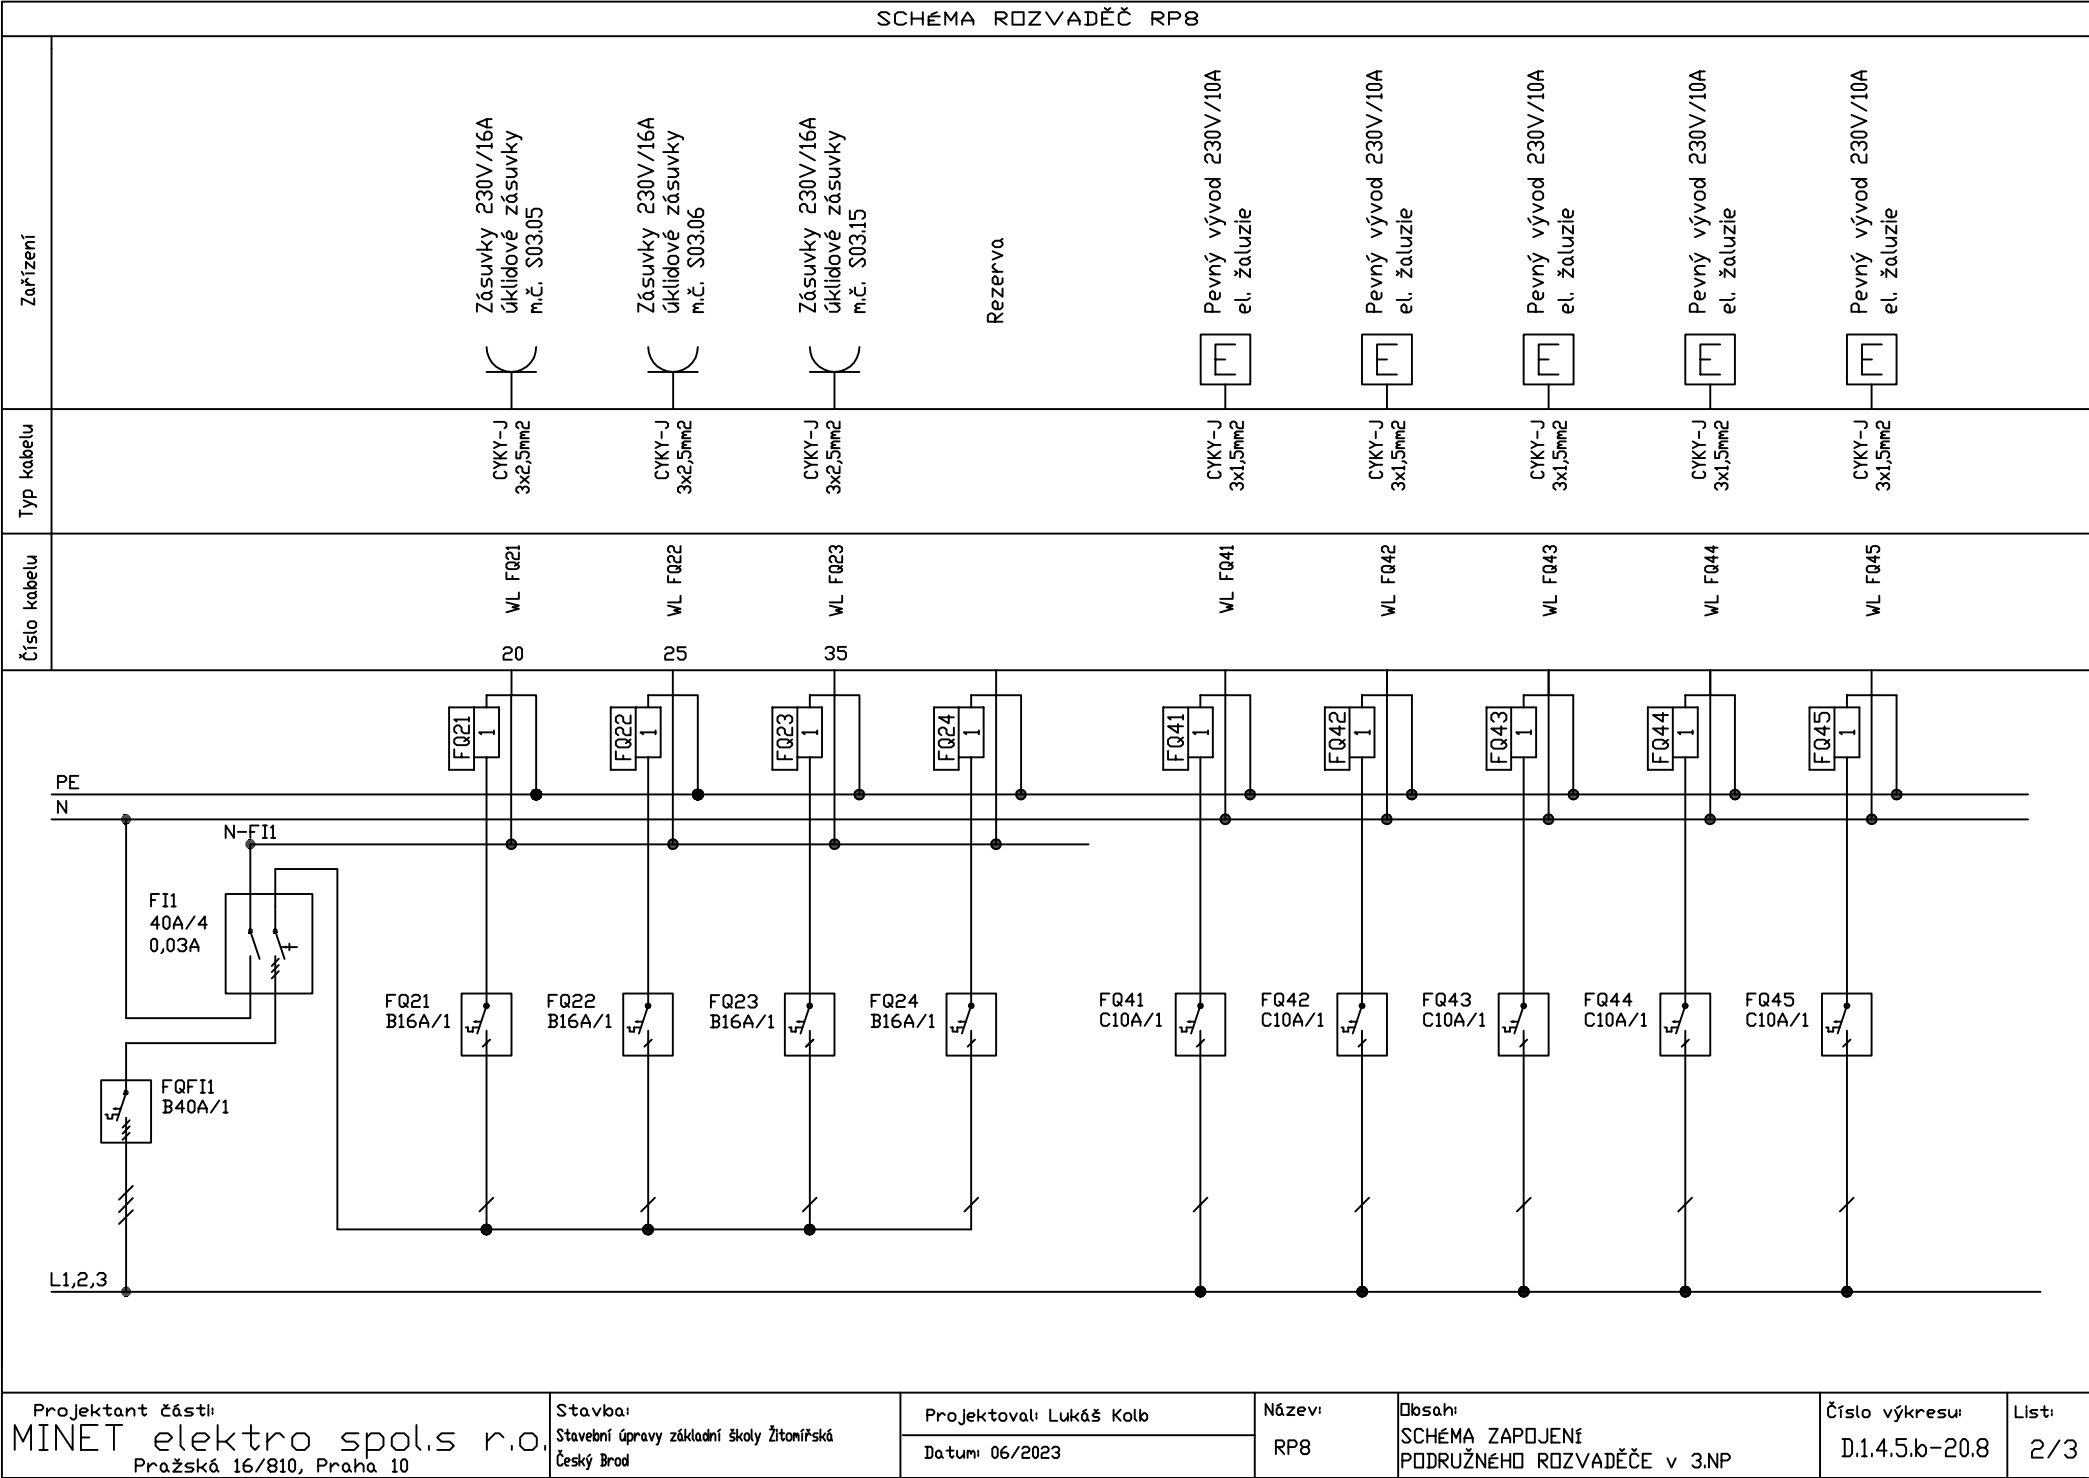 SCHÉMA ROZVADĚČ RP8
Zařízení
Zásuvky 230V/16A
úklidové zásuvky
m.č. S03.05
Zásuvky 230V/16A
úklidové zásuvky
m.č. S03.06
Zásuvky 230V/16A
úklidové zásuvky
m.č. S03.15
Rezerva
Pevný vývod 230V/10A
el. žaluzie
Pevný vývod 230V/10A
el. žaluzie
Pevný vývod 230V/10A
el. žaluzie
Pevný vývod 230V/10A
el. žaluzie
Pevný vývod 230V/10A
el. žaluzie
E E E E E
Typ kabelu
CYKY-J
3x2,5mm2
CYKY-J
3x2,5mm2
CYKY-J
3x2,5mm2
CYKY-J
3x1,5mm2
CYKY-J
3x1,5mm2
CYKY-J
3x1,5mm2
CYKY-J
3x1,5mm2
CYKY-J
3x1,5mm2
Číslo kabelu
WL FQ21
WL FQ22
WL FQ23
WL FQ41
WL FQ42
WL FQ43
WL FQ44
WL FQ45
20 25 35
FQ21 1
FQ22 1
FQ23 1
FQ24 1
FQ41 1
FQ42 1
FQ43 1
FQ44 1
FQ45 1
PE
N
N-FI1
FI1
40A/4
0,03A
FQ21
B16A/1
FQ22
B16A/1
FQ23
B16A/1
FQ24
B16A/1
FQ41
C10A/1
FQ42
C10A/1
FQ43
C10A/1
FQ44
C10A/1
FQ45
C10A/1
FQFI1
B40A/1
L1,2,3
Projektant části:
MINET elektro spol.s r.o.
Pražská 16/810, Praha 10
Stavba:
Stavební úpravy základní školy Žitomířská
Český Brod
Projektoval: Lukáš Kolb
Datum: 06/2023
Název:
RP8
Obsah:
SCHÉMA ZAPOJENÍ
PODRUŽNÉHO ROZVADĚČE v 3.NP
Číslo výkresu:
D.1.4.5.b-20.8
List:
2/3